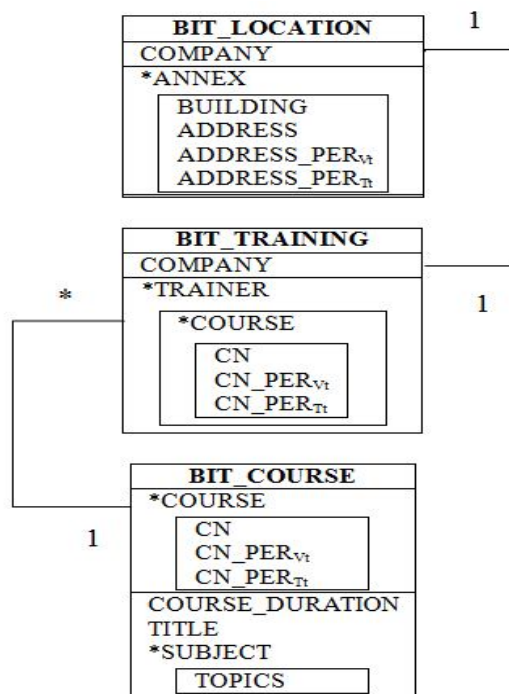 1
BIT_LOCATION
COMPANY
*ANNEX
BUILDING
ADDRESS
ADDRESS_PERVt
ADDRESS_PERTt
BIT_TRAINING
COMPANY
*TRAINER
*
1
*COURSE
CN
CN_PERVt
CN_PERTt
BIT_COURSE
*COURSE
1
CN
CN_PERVt
CN_PERTt
COURSE_DURATION
TITLE
*SUBJECT
TOPICS